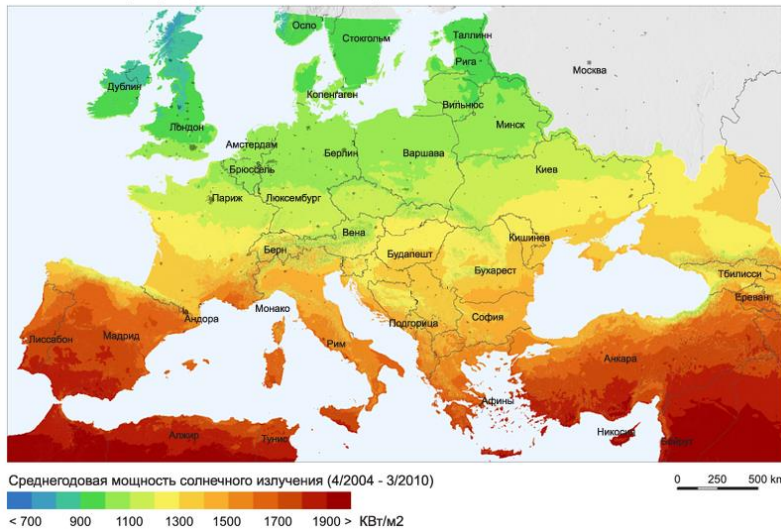 Осло
Стокгольм
Таллинн
Рига
Москва
Дублин
Копенгаген
Вильнюс
Лондон
Минск
Амстердам
Берлин
Варшава
Брюссель
Киев
Париж
Люксембург
Вена
Берн
Будапешт
Кишинев
Бухарест
Тбилиси
Ереван
Монако
Андора
Подгорица
София
Лиссабон
Мадрид
Рим
Анкара
Афины
Алжир
Тунис
Никосия
Бейрут
Среднегодовая мощность солнечного излучения (4/2004 - 3/2010)
0 250 500 km
< 700 900 1100 1300 1500 1700 1900 > КВт/м2